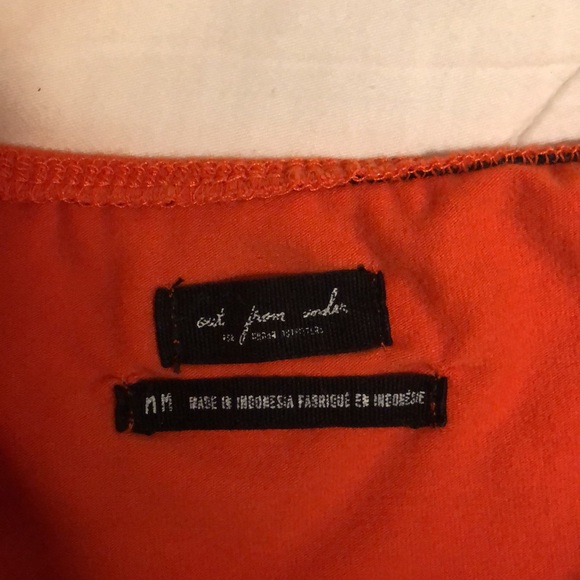 out from under
FOR URBAN OUTFITTERS
M M MADE IN INDONESIA FABRIQUÉ EN INDONÉSIE